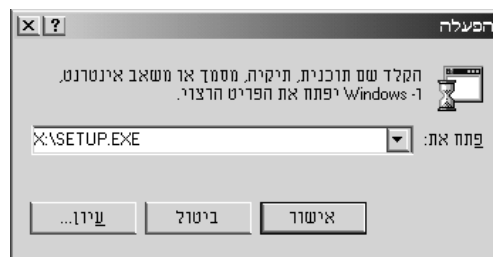 הפעלה
הקלד שם תוכנית, תיקיה, מסמך או משאב אינטרנט,
ו- Windows יפתח את הפריט הרצוי.
פתח את:
X:\SETUP.EXE
אישור
ביטול
עיון...